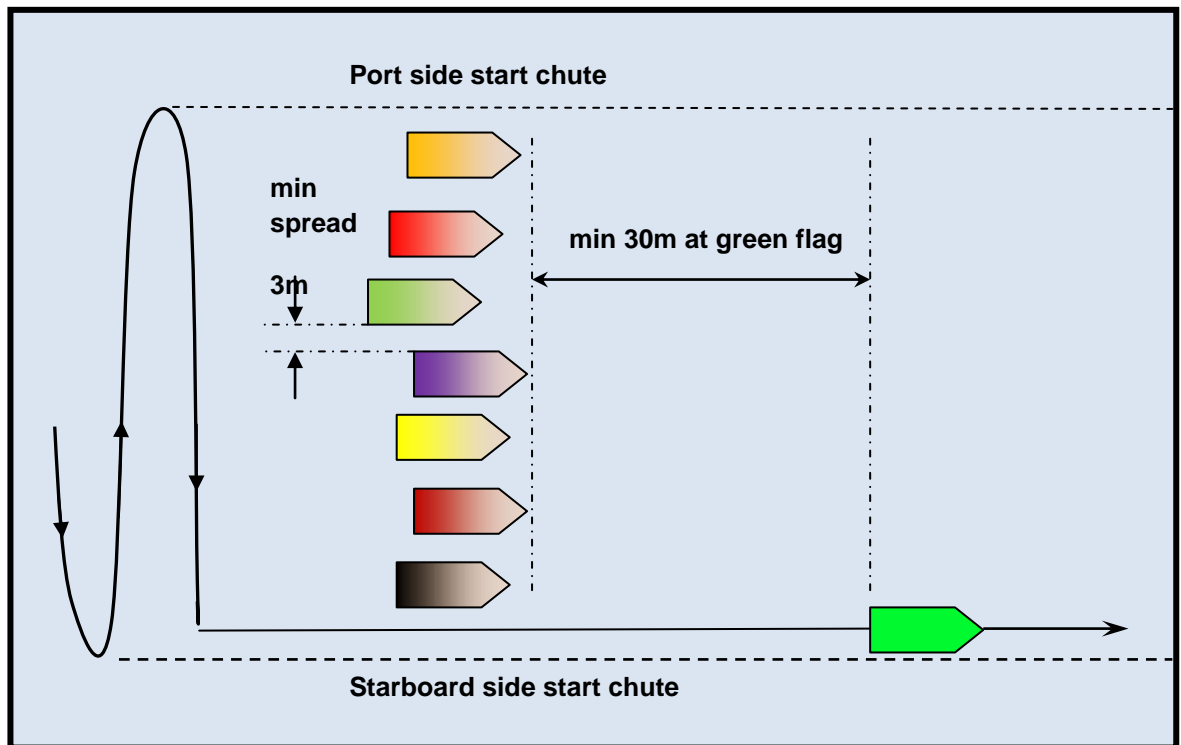 Port side start chute
min
spread
3m
min 30m at green flag
Starboard side start chute